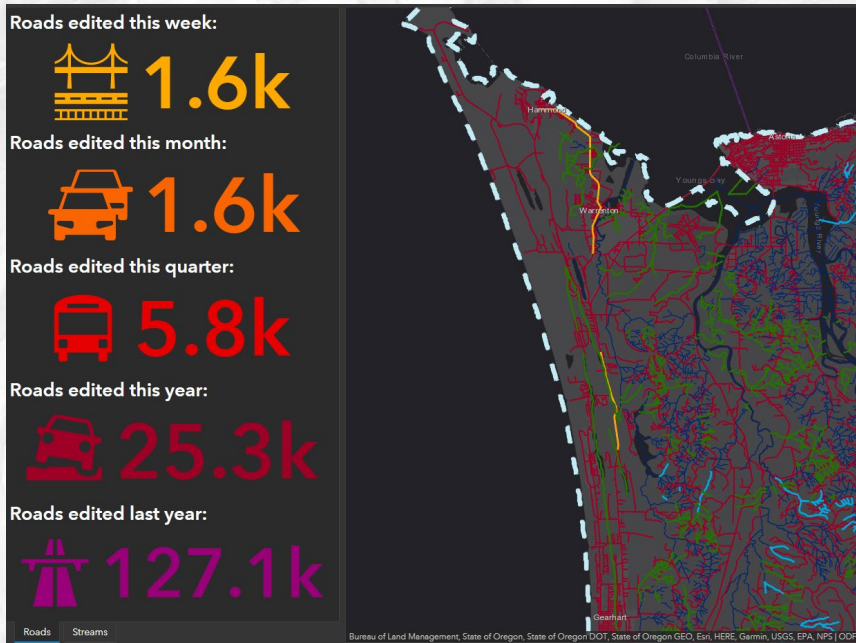 Roads edited this week:
1.6k
Roads edited this month:
1.6k
Roads edited this quarter:
5.8k
Roads edited this year:
25.3k
Roads edited last year:
127.1k
Roads
Streams
Columbia River
Hammond
Youngs Bay
Warrenton
Youngs River
Gearhart
Bureau of Land Management, State of Oregon, State of Oregon DOT, State of Oregon GEO, Esri, HERE, Garmin, USGS, EPA, NPS |